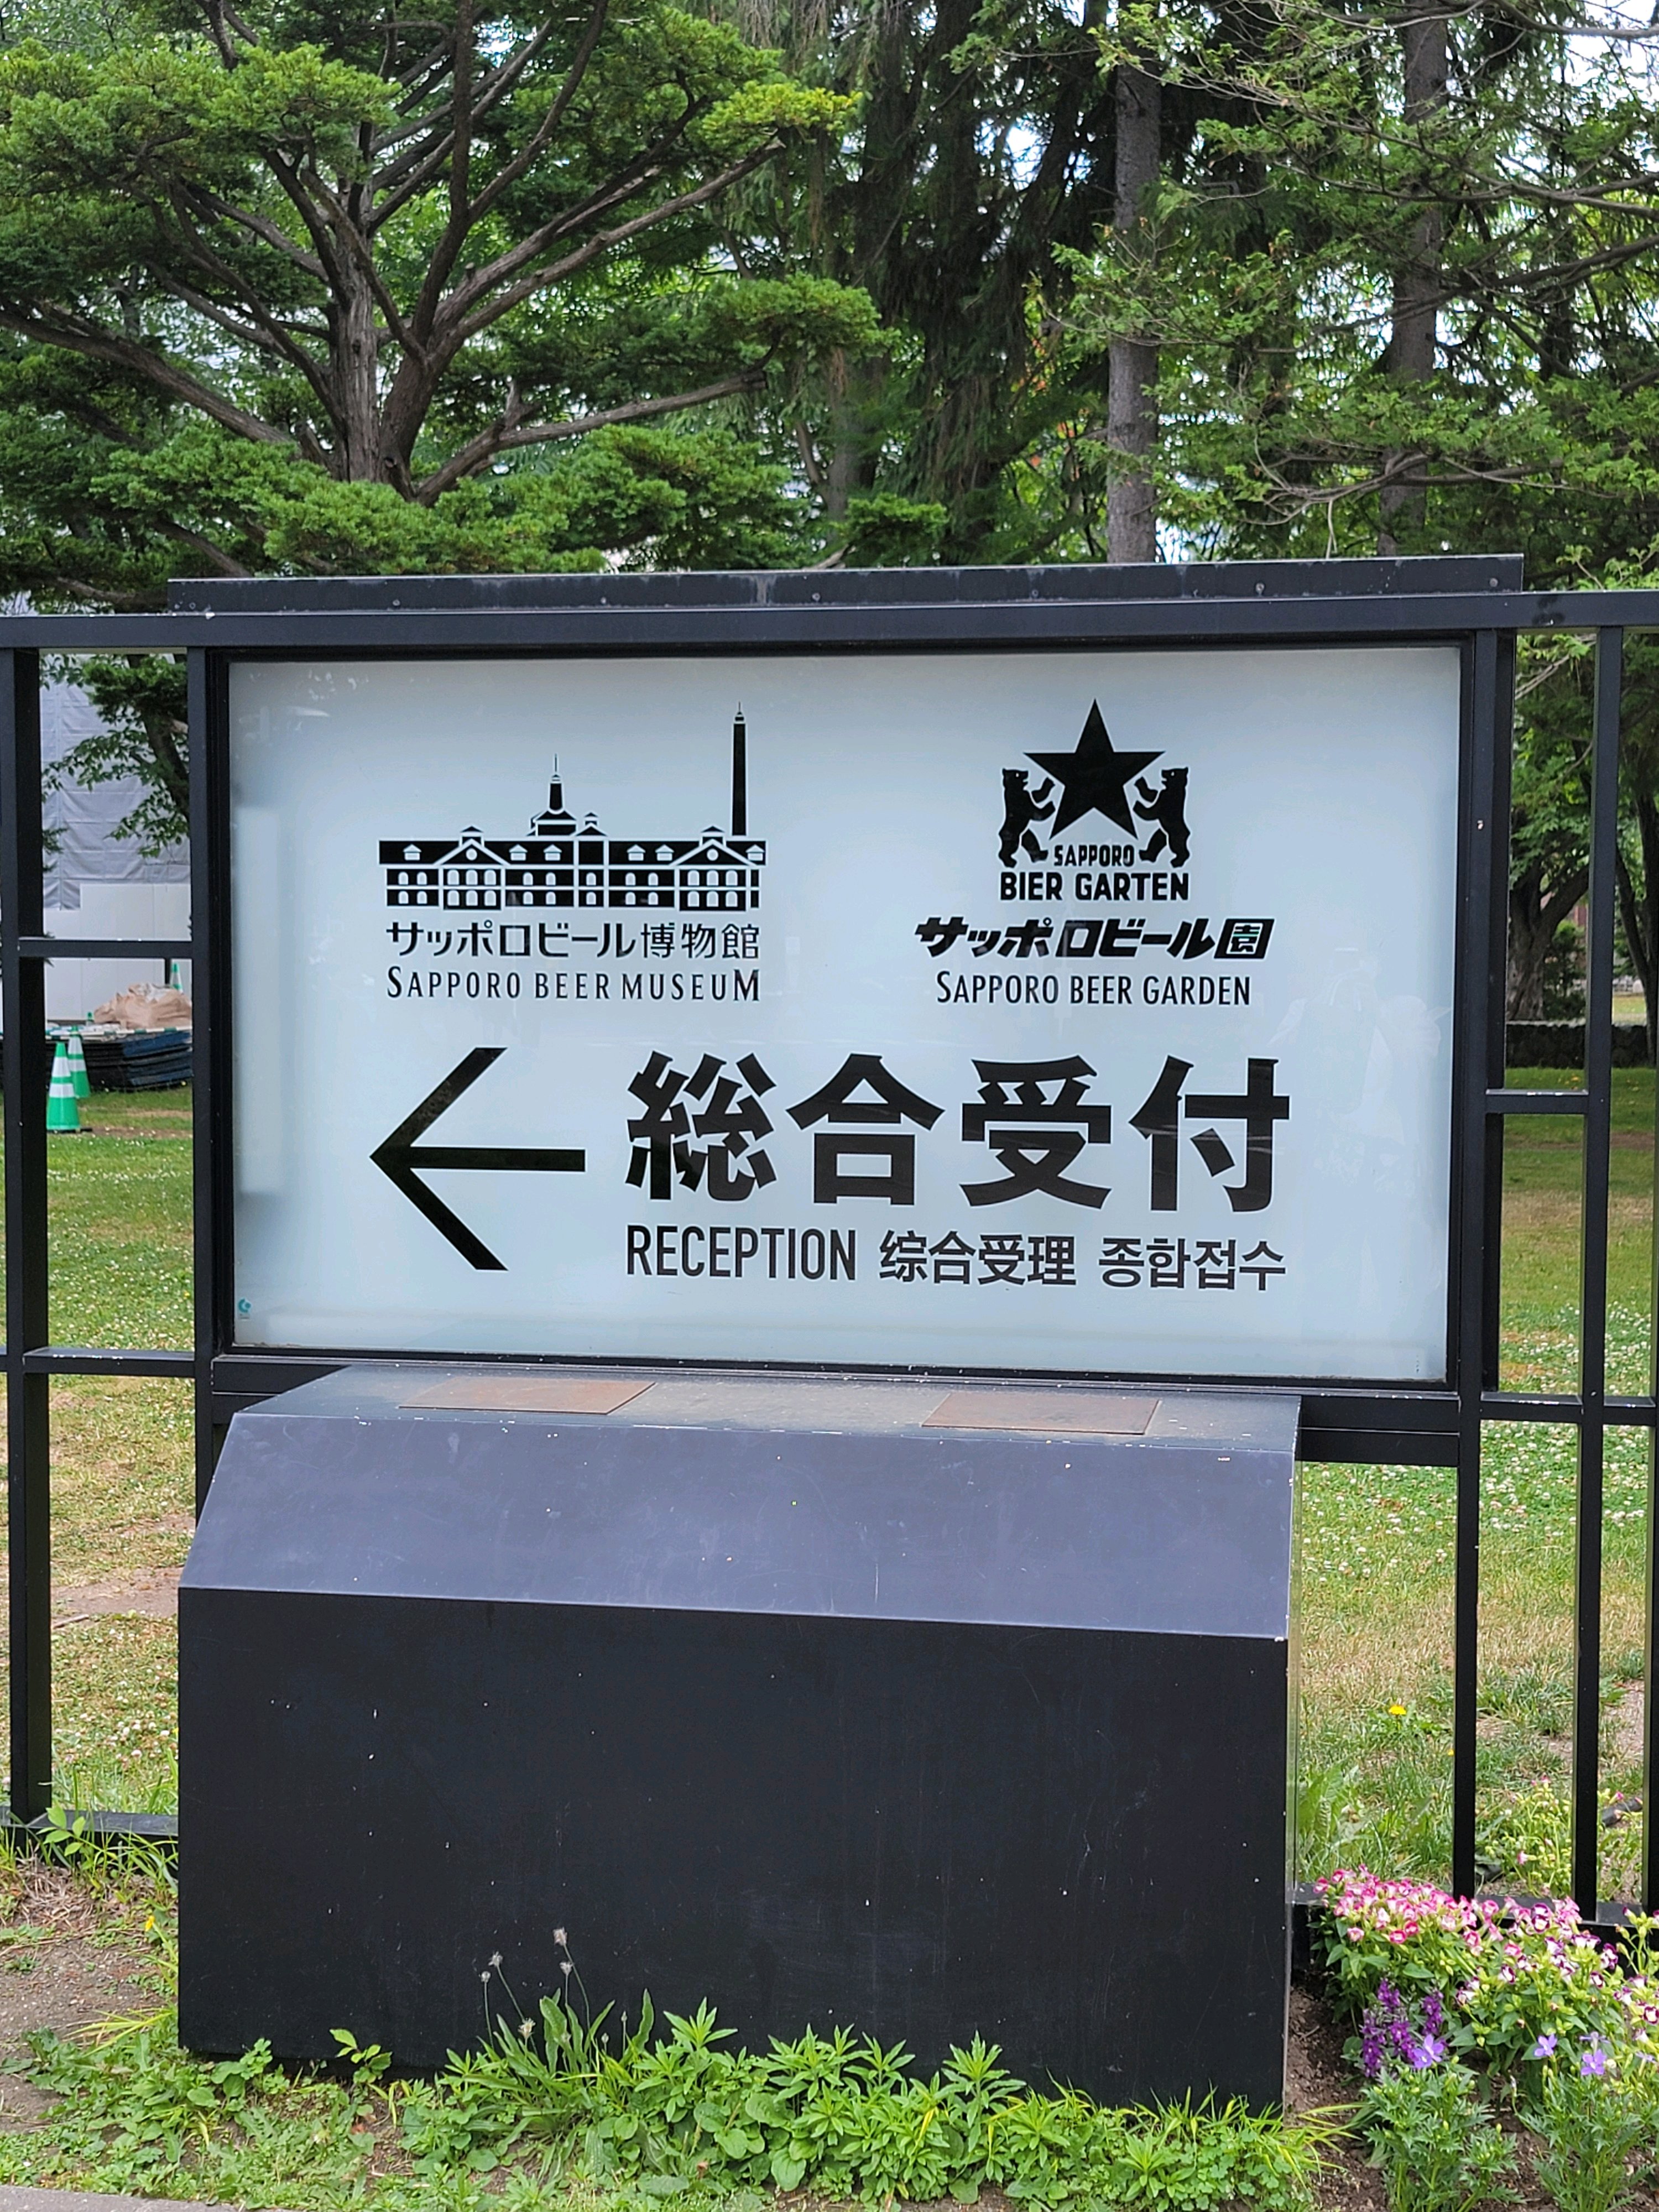 サッポロビール博物館
SAPPORO BEER MUSEUM
SAPPORO
BIER GARTEN
サッポロビール園
SAPPORO BEER GARDEN
総合受付
RECEPTION 综合受理 종합접수